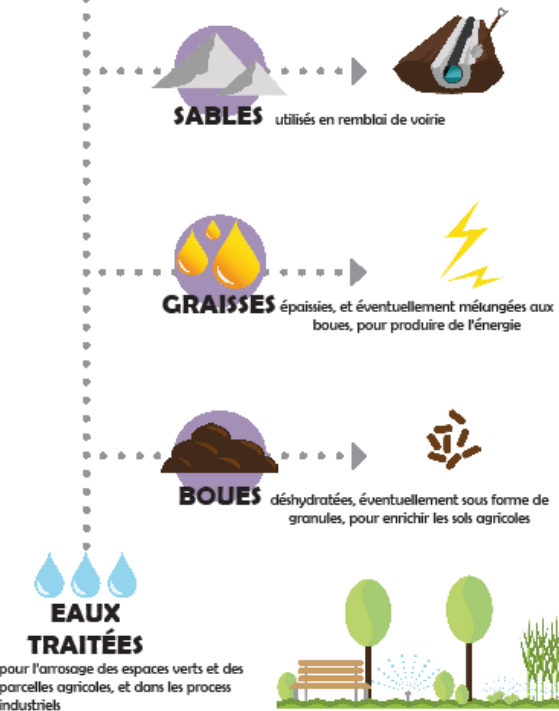 SABLES utilisés en remblai de voirie
GRAISSES épaissies, et éventuellement mélangées aux
boues, pour produire de l'énergie
BOUES déshydratées, éventuellement sous forme de
granules, pour enrichir les sols agricoles
EAUX
TRAITÉES
pour l'arrosage des espaces verts et des
parcelles agricoles, et dans les process
industriels